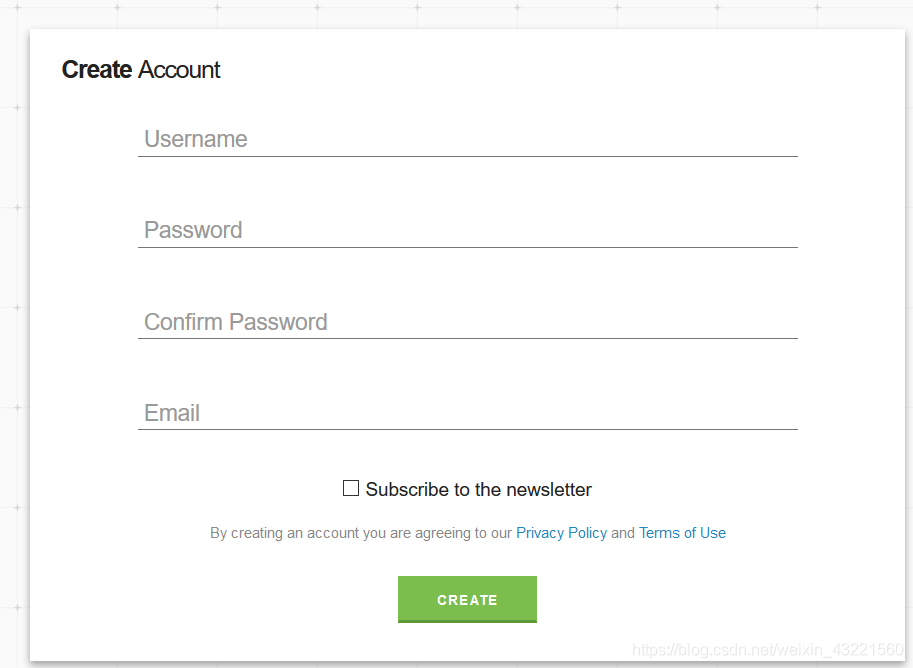 Create Account
Username
Password
Confirm Password
Email
Subscribe to the newsletter
By creating an account you are agreeing to our Privacy Policy and Terms of Use
CREATE
https://blog.csdn.net/weixin_43221560